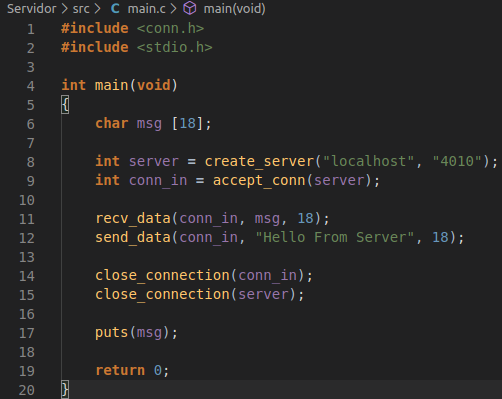 Servidor > src > C main.c > main(void)
1 #include <conn.h>
2 #include <stdio.h>
3
4 int main(void)
5 {
6     char msg [18];
7
8     int server = create_server("localhost", "4010");
9     int conn_in = accept_conn(server);
10
11     recv_data(conn_in, msg, 18);
12     send_data(conn_in, "Hello From Server", 18);
13
14     close_connection(conn_in);
15     close_connection(server);
16
17     puts(msg);
18
19     return 0;
20 }